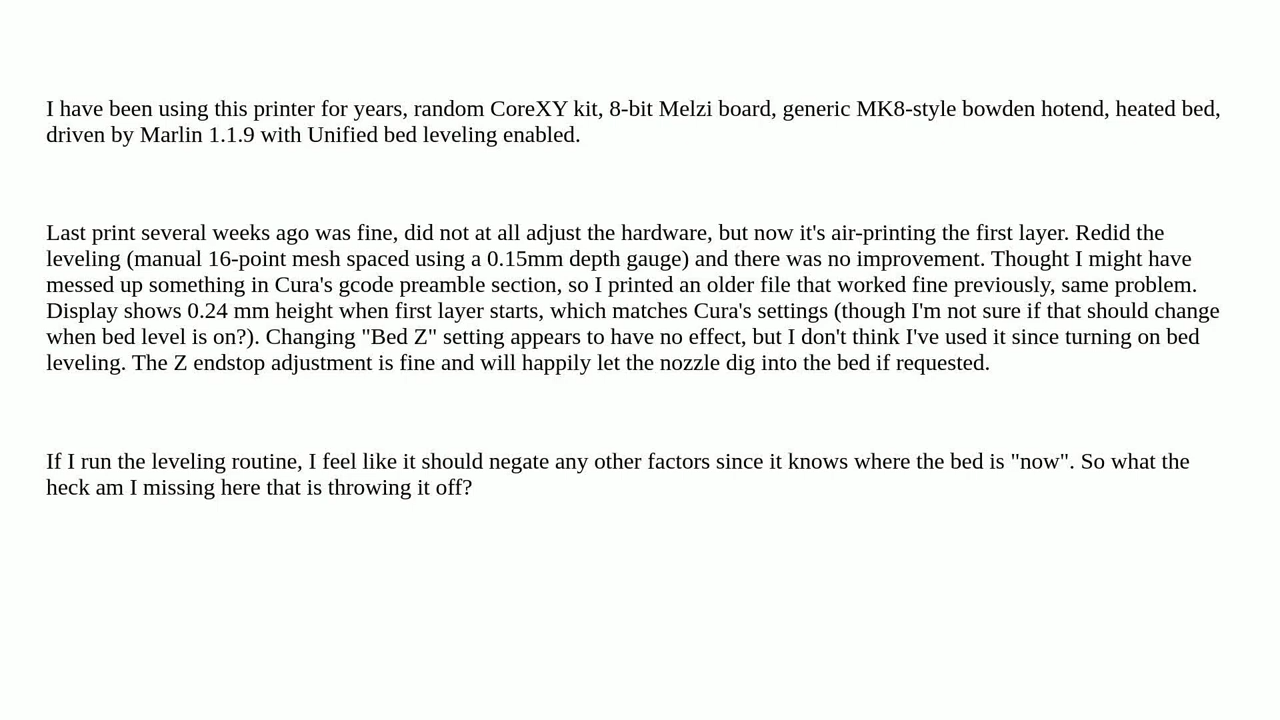 I have been using this printer for years, random CoreXY kit, 8-bit Melzi board, generic MK8-style bowden hotend, heated bed,
driven by Marlin 1.1.9 with Unified bed leveling enabled.
Last print several weeks ago was fine, did not at all adjust the hardware, but now it's air-printing the first layer. Redid the
leveling (manual 16-point mesh spaced using a 0.15mm depth gauge) and there was no improvement. Thought I might have
messed up something in Cura's gcode preamble section, so I printed an older file that worked fine previously, same problem.
Display shows 0.24 mm height when first layer starts, which matches Cura's settings (though I'm not sure if that should change
when bed level is on?). Changing "Bed Z" setting appears to have no effect, but I don't think I've used it since turning on bed
leveling. The Z endstop adjustment is fine and will happily let the nozzle dig into the bed if requested.
If I run the leveling routine, I feel like it should negate any other factors since it knows where the bed is "now". So what the
heck am I missing here that is throwing it off?